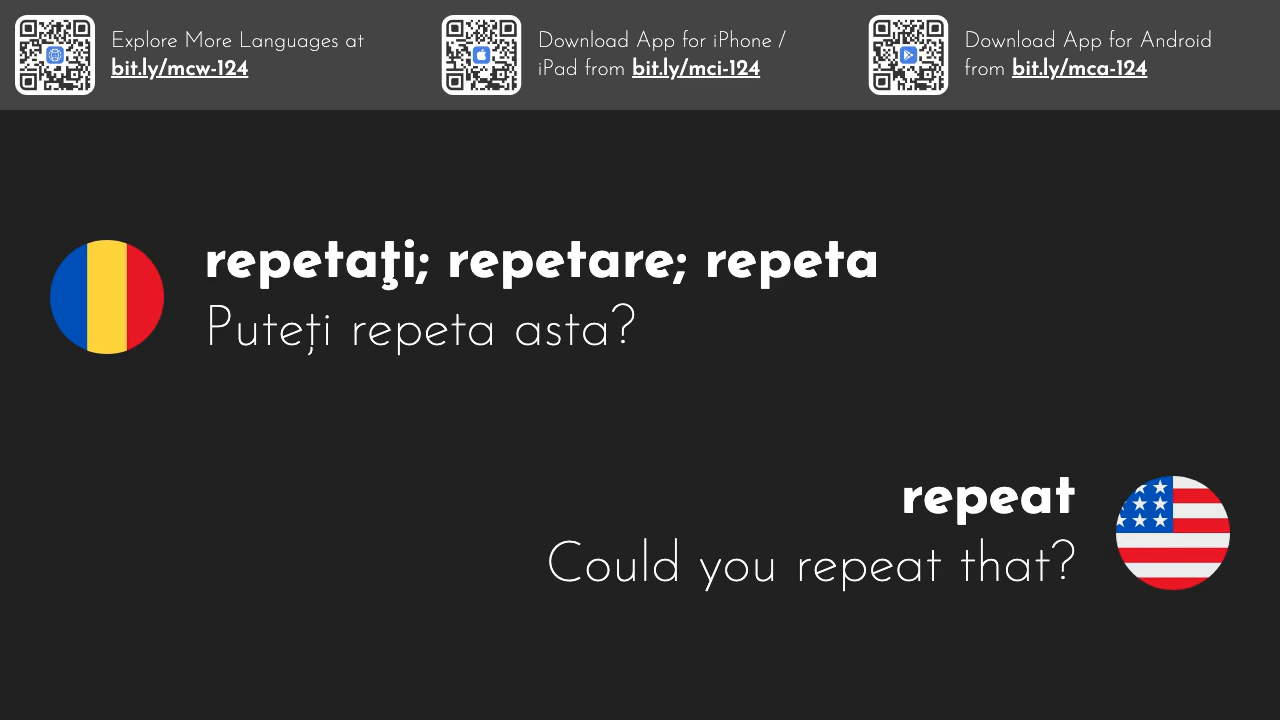 Explore More Languages at
bit.ly/mcw-124
Download App for iPhone /
iPad from bit.ly/mci-124
Download App for Android
from bit.ly/mca-124
repetaţi; repetare; repeta
Puteţi repeta asta?
repeat
Could you repeat that?